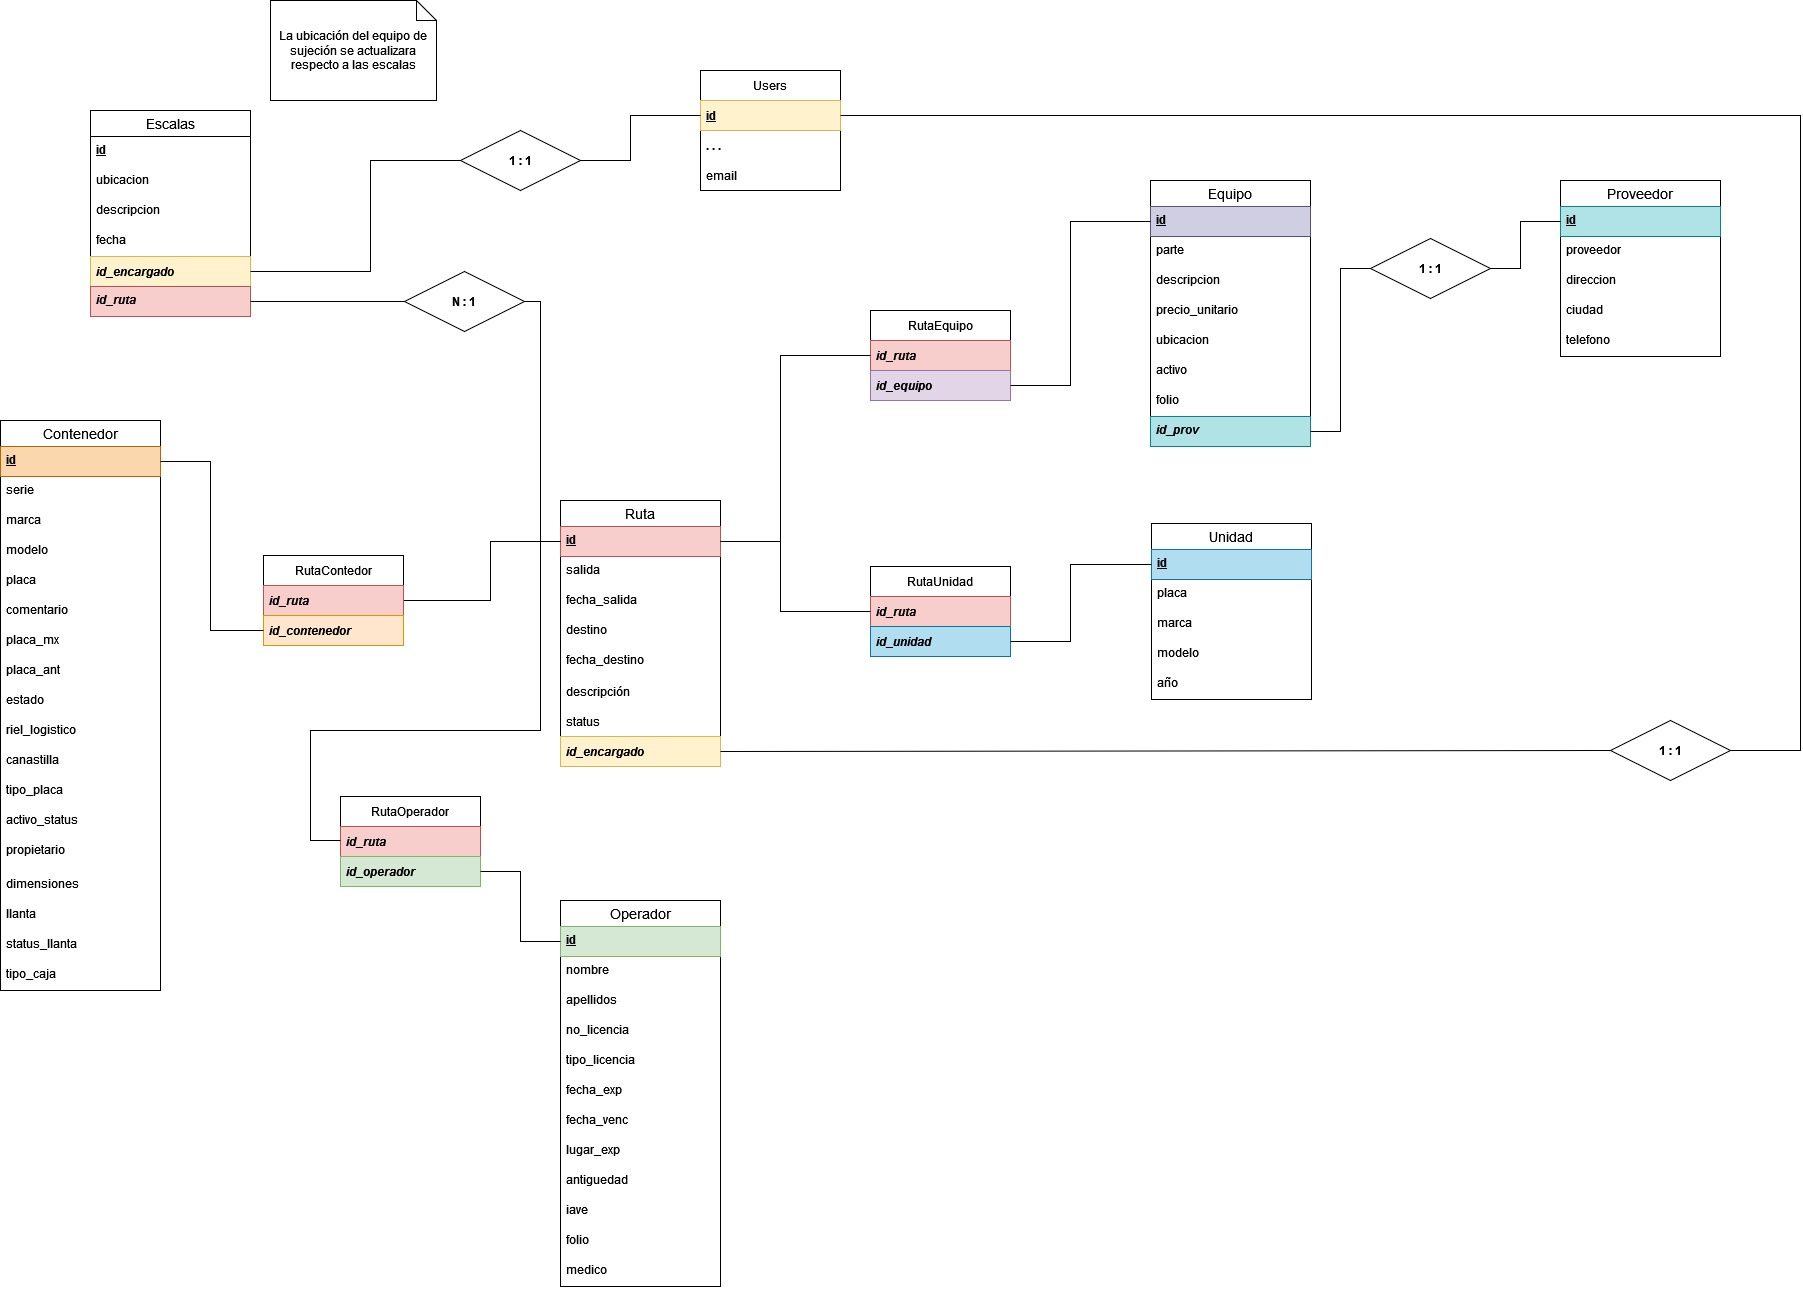 La ubicación del equipo de
sujeción se actualizara
respecto a las escalas
Escalas
id
ubicacion
descripcion
fecha
id_encargado
id_ruta
1:1
N:1
Users
id
...
email
Equipo
id
parte
descripcion
precio_unitario
ubicacion
activo
folio
id_prov
1:1
Proveedor
id
proveedor
direccion
ciudad
telefono
RutaEquipo
id_ruta
id_equipo
Contenedor
id
serie
marca
modelo
placa
comentario
placa_mx
placa_ant
estado
riel_logistico
canastilla
tipo_placa
activo_status
propietario
dimensiones
llanta
status_llanta
tipo_caja
RutaContedor
id_ruta
id_contenedor
Ruta
id
salida
fecha_salida
destino
fecha_destino
descripción
status
id_encargado
RutaUnidad
id_ruta
id_unidad
Unidad
id
placa
marca
modelo
año
1:1
RutaOperador
id_ruta
id_operador
Operador
id
nombre
apellidos
no_licencia
tipo_licencia
fecha_exp
fecha_venc
lugar_exp
antiguedad
iave
folio
medico